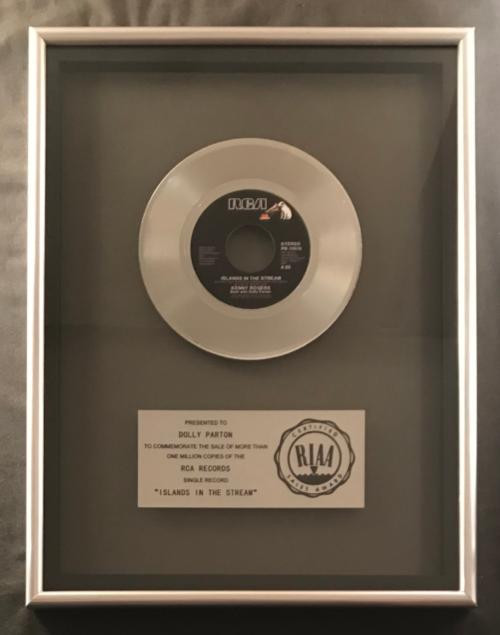 RCA
STEREO
ISLANDS IN THE STREAM
KENNY ROGERS
Duet with Dolly Parton
PRESENTED TO
DOLLY PARTON
TO COMMEMORATE THE SALE OF MORE THAN
ONE MILLION COPIES OF THE
RCA RECORDS
SINGLE RECORD
"ISLANDS IN THE STREAM"
CERTIFIED
RIAA
SALES AWARD